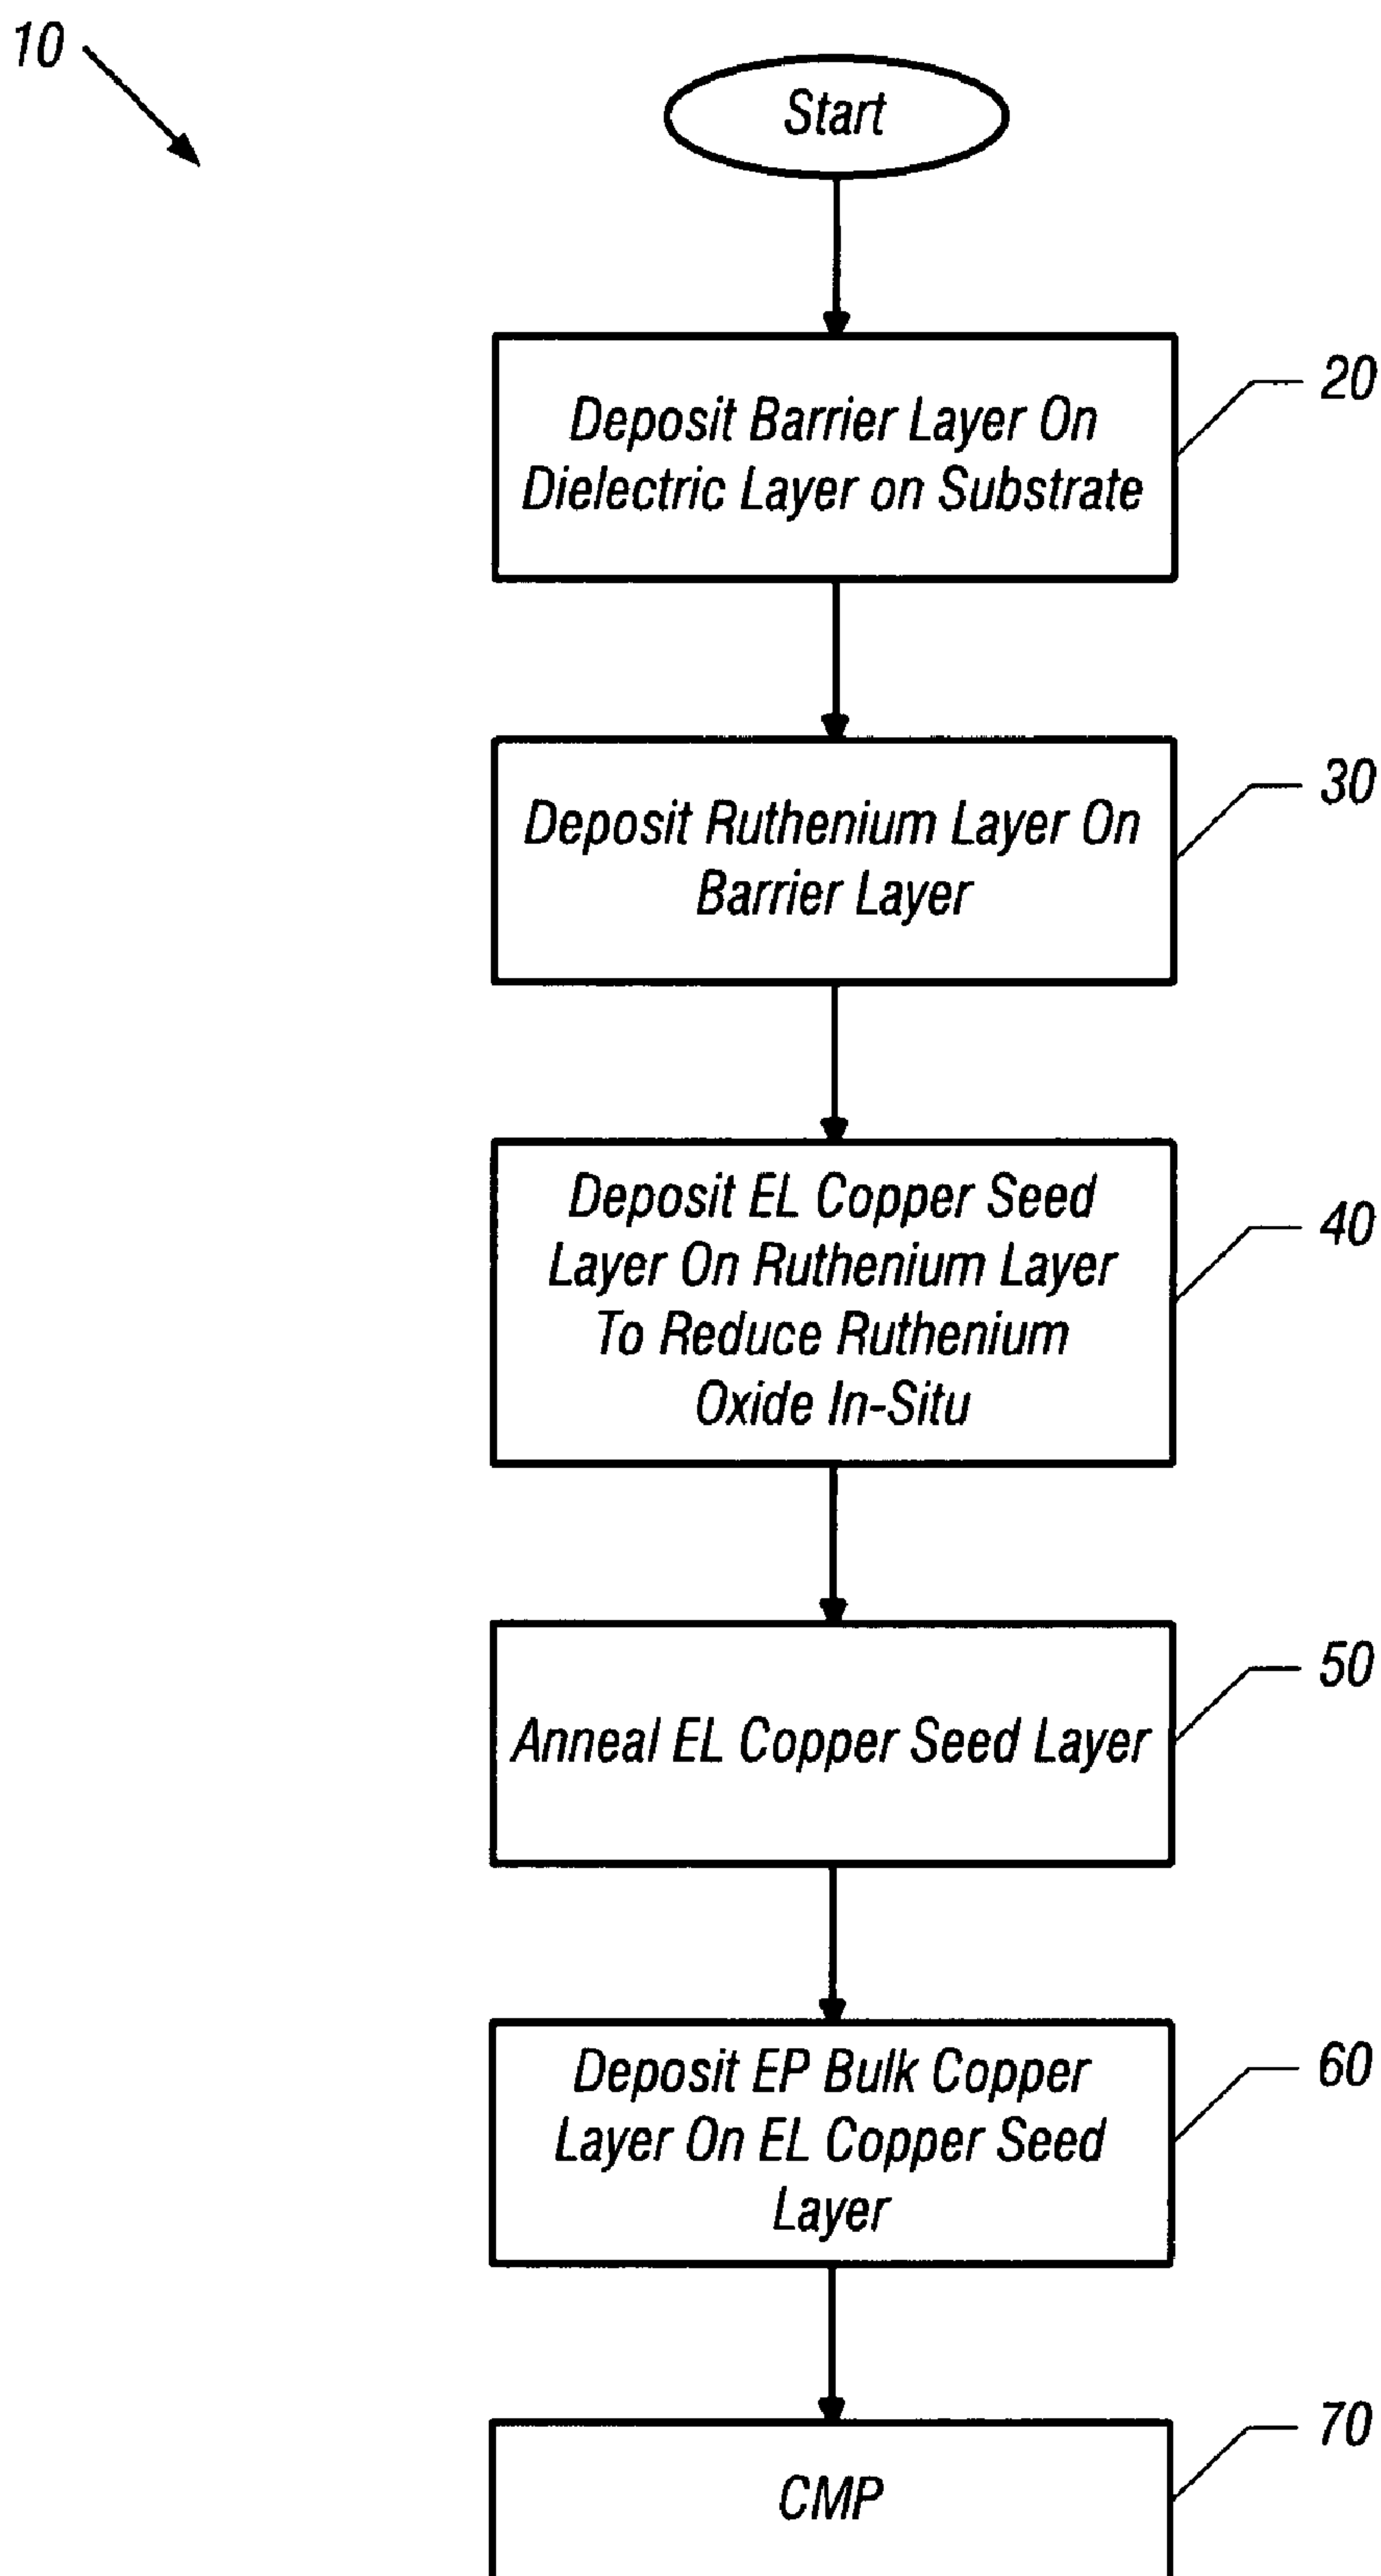 10
Start
Deposit Barrier Layer On
Dielectric Layer on Substrate
20
Deposit Ruthenium Layer On
Barrier Layer
30
Deposit EL Copper Seed
Layer On Ruthenium Layer
To Reduce Ruthenium
Oxide In-Situ
40
Anneal EL Copper Seed Layer
50
Deposit EP Bulk Copper
Layer On EL Copper Seed
Layer
60
CMP
70